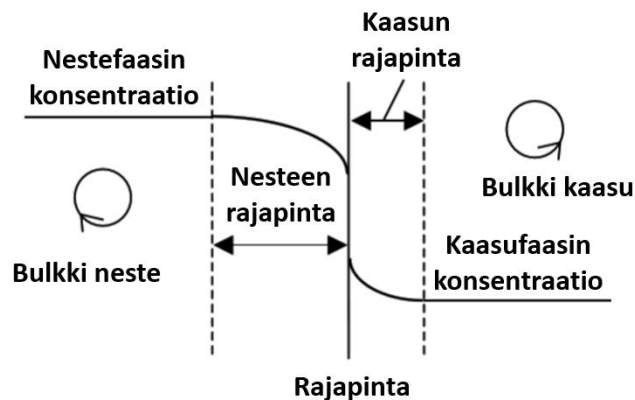 Nestefaasin
konsentraatio
Kaasun
rajapinta
Nesteen
rajapinta
Bulkki kaasu
Bulkki neste
Kaasufaasin
konsentraatio
Rajapinta